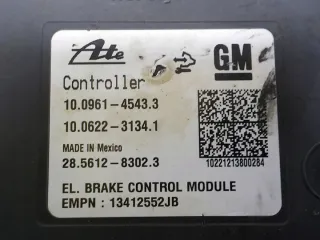 Ate
GM
Controller
10.0961-4543.3
10.0622-3134.1
MADE IN Mexico
28.5612-8302.3
10221213800284
EL. BRAKE CONTROL MODULE
EMPN : 13412552JB